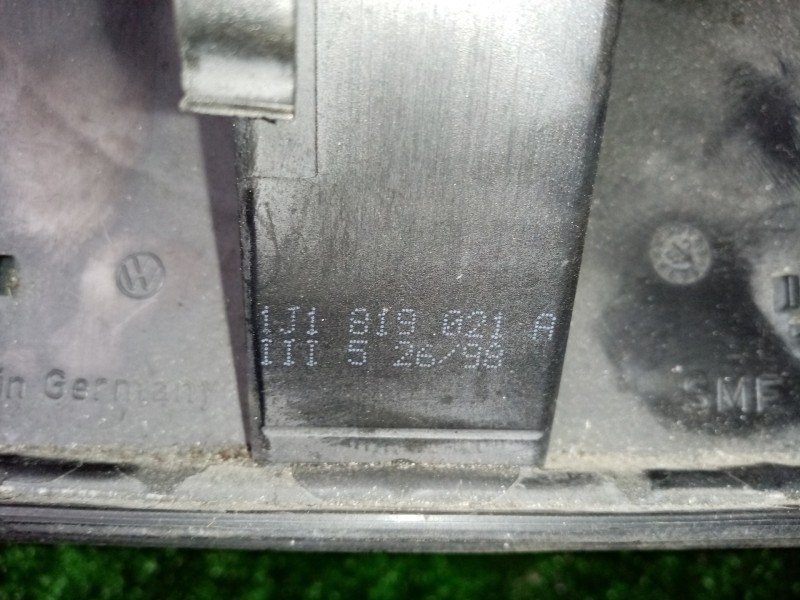 1J1 819 021 A
III 5 26/98
in Germany
SMF